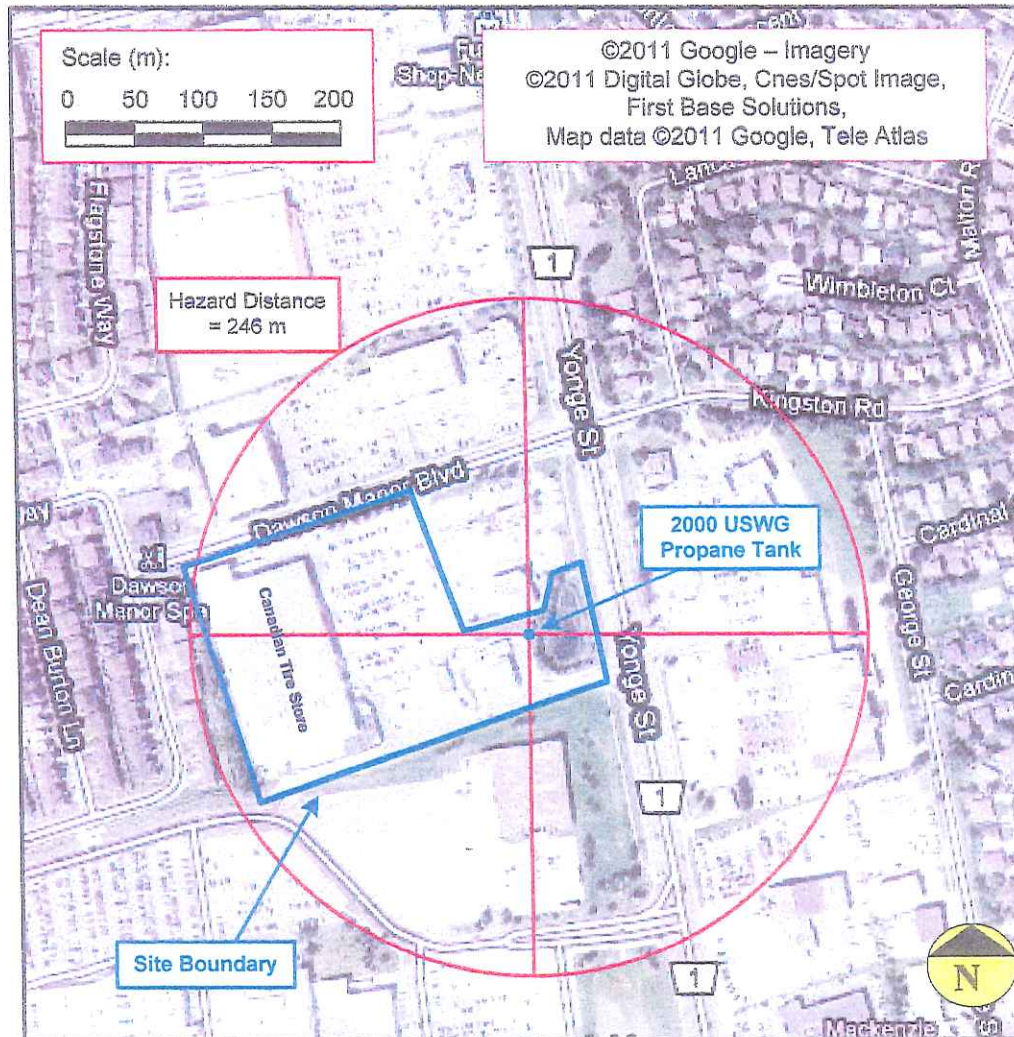 Scale (m):
0 50 100 150 200
©2011 Google – Imagery
©2011 Digital Globe, Cnes/Spot Image,
First Base Solutions,
Map data ©2011 Google, Tele Atlas
Flagstone Way
1
Wimbleton Ct
Hazard Distance
= 246 m
Yonge St
Kingston Rd
Dawson Manor Blvd
2000 USWG
Propane Tank
Cardinal
Dawson
Manor Spa
Canadian Tire Store
Dean Burton Ln
George St
Yonge St
Cardin
1
Site Boundary
1
N
Mackenzie